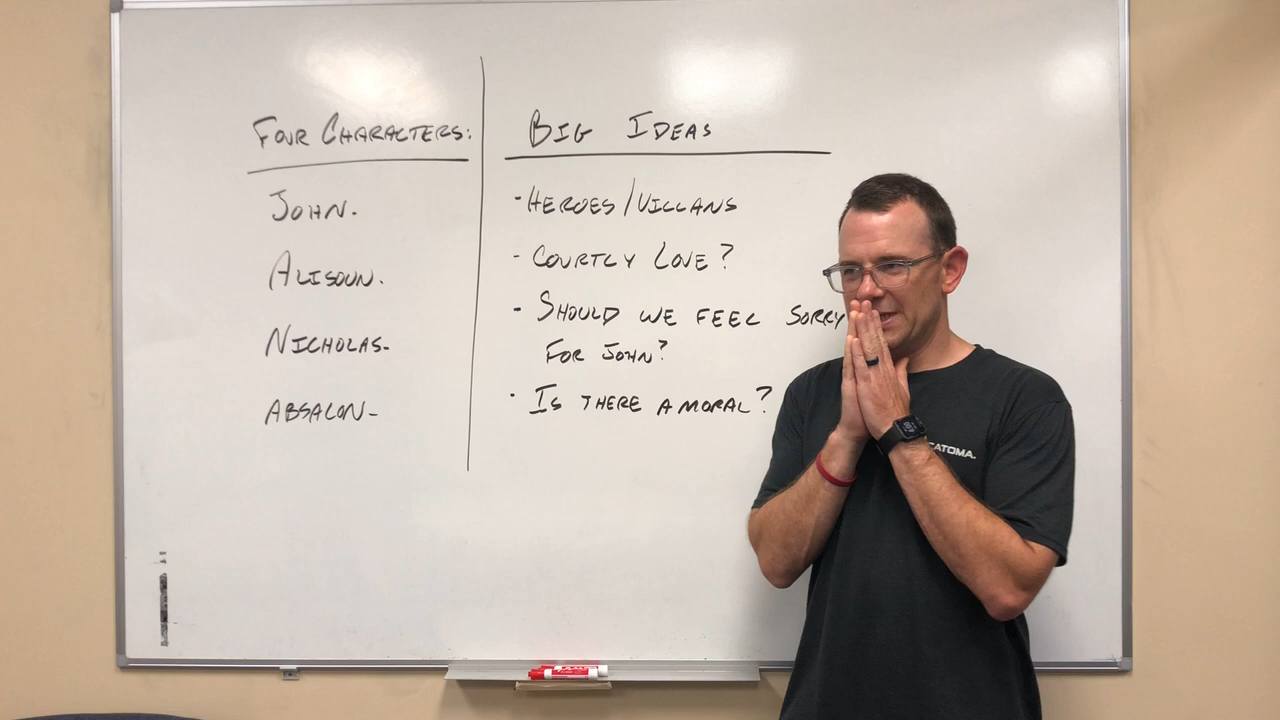 FOUR CHARACTERS:
JOHN.
ALISOUN.
NICHOLAS-
ABSALON-
BIG IDEAS
- HEROES/VILLANS
- COURTLY LOVE?
- SHOULD WE FEEL SORRY
FOR JOHN?
· IS THERE A MORAL?
CATOMA.